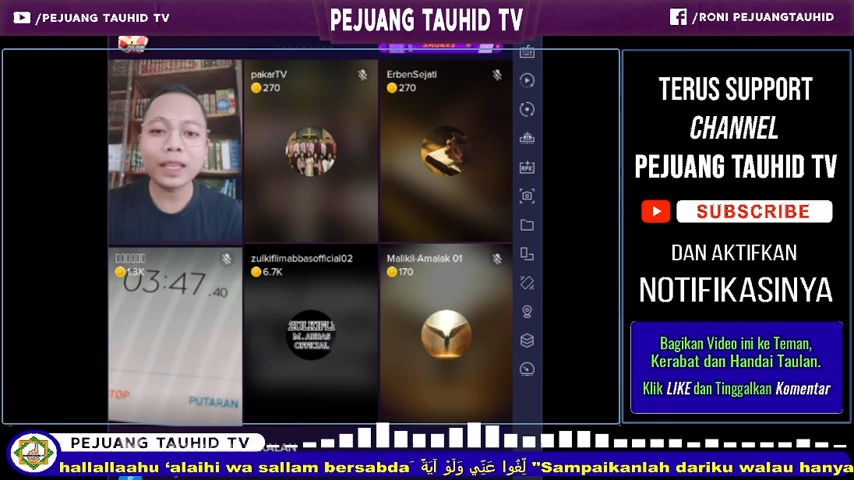 /PEJUANG TAUHID TV
PEJUANG TAUHID TV
/RONI PEJUANGTAUHID
pakarTV
270
ErbenSejati
270
1.3K
03:47.40
TOP
PUTARAN
zulkiflimabbasofficial02
6.7K
ZULKIFLI
M. ABBAS
OFFICIAL
Malikil-Amalak 01
170
TERUS SUPPORT
CHANNEL
PEJUANG TAUHID TV
SUBSCRIBE
DAN AKTIFKAN
NOTIFIKASINYA
Bagikan Video ini ke Teman,
Kerabat dan Handai Taulan.
Klik LIKE dan Tinggalkan Komentar
PEJUANG TAUHID TV
hallallaahu ‘alaihi wa sallam bersabda لِّغُوا عَنِّي وَلَوْ آيَةً "Sampaikanlah dariku walau hanya